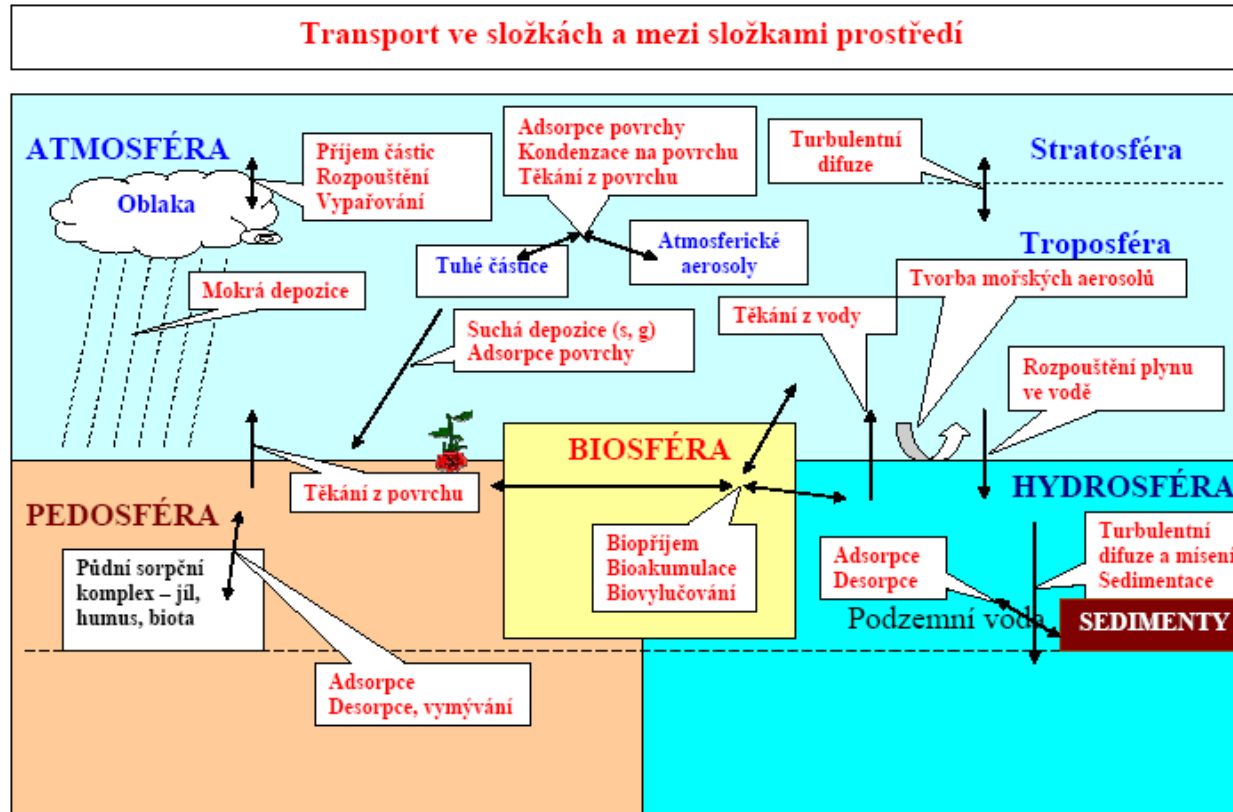 Transport ve složkách a mezi složkami prostředí
ATMOSFÉRA
Oblaka
Příjem částic
Rozpouštění
Vypařování
Adsorpce povrchy
Kondenzace na povrchu
Těkání z povrchu
Turbulentní
difuze
Stratosféra
Troposféra
Tuhé částice
Atmosferické
aerosoly
Mokrá depozice
Suchá depozice (s, g)
Adsorpce povrchy
Těkání z vody
Tvorba mořských aerosolů
Rozpouštění plynu
ve vodě
BIOSFÉRA
Těkání z povrchu
PEDOSFÉRA
HYDROSFÉRA
Půdní sorpční
komplex – jíl,
humus, biota
Biopříjem
Bioakumulace
Biovylučování
Adsorpce
Desorpce
Turbulentní
difuze a mísení
Sedimentace
Podzemní voda
SEDIMENTY
Adsorpce
Desorpce, vymývání